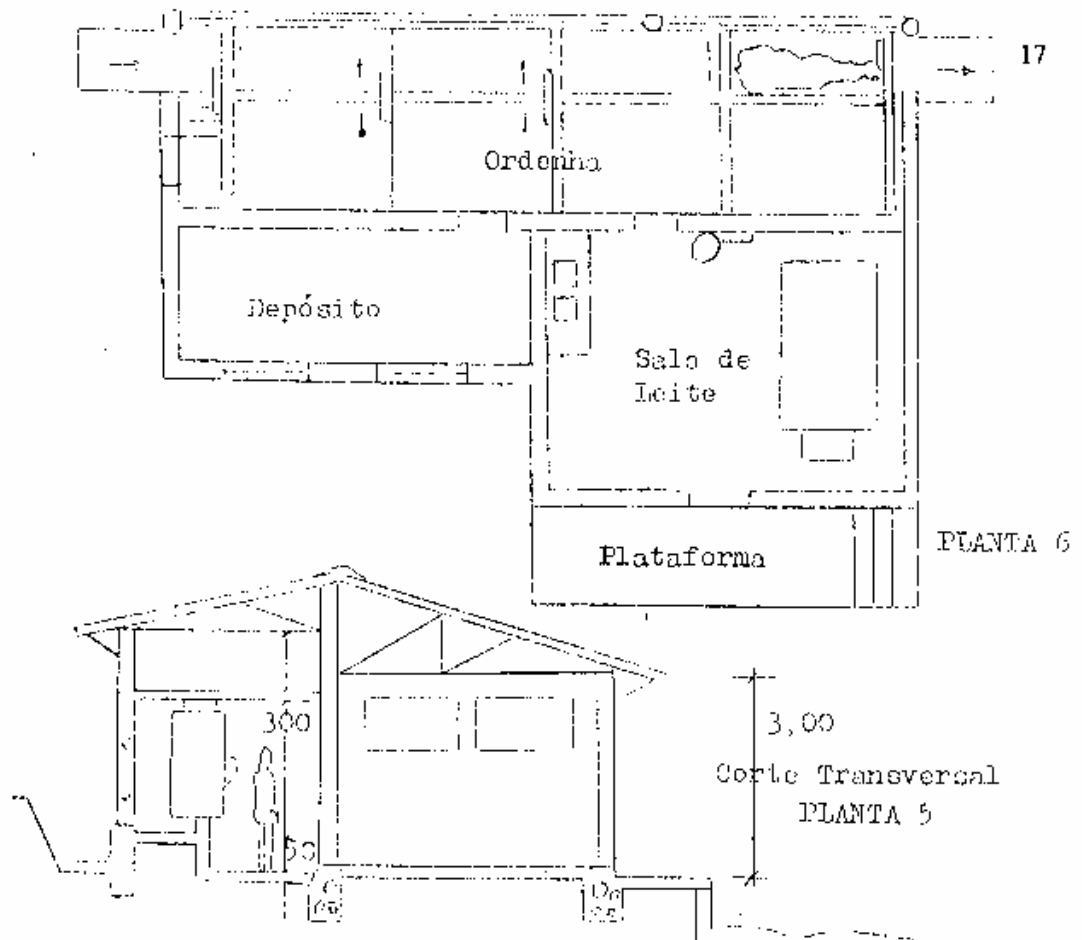 17
Ordenha
Depósito
Sala de
Leite
Plataforma
PLANTA 6
300
3,00
Corte Transversal
PLANTA 5
50